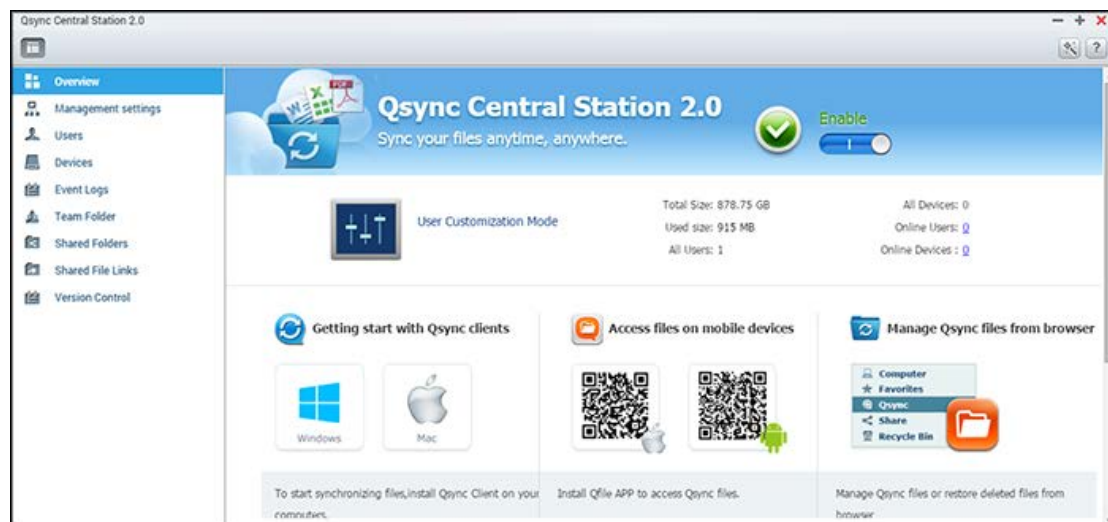 Qsync Central Station 2.0
Overview
Management settings
Users
Devices
Event Logs
Team Folder
Shared Folders
Shared File Links
Version Control
Qsync Central Station 2.0
Sync your files anytime, anywhere.
Enable
User Customization Mode
Total Size: 878.75 GB
Used size: 915 MB
All Users: 1
All Devices: 0
Online Users: 0
Online Devices : 0
Getting start with Qsync clients
Windows
Mac
To start synchronizing files,install Qsync Client on your
computers.
Access files on mobile devices
Install Qfile APP to access Qsync files.
Manage Qsync files from browser
Computer
Favorites
Qsync
Share
Recycle Bin
Manage Qsync files or restore deleted files from
browser